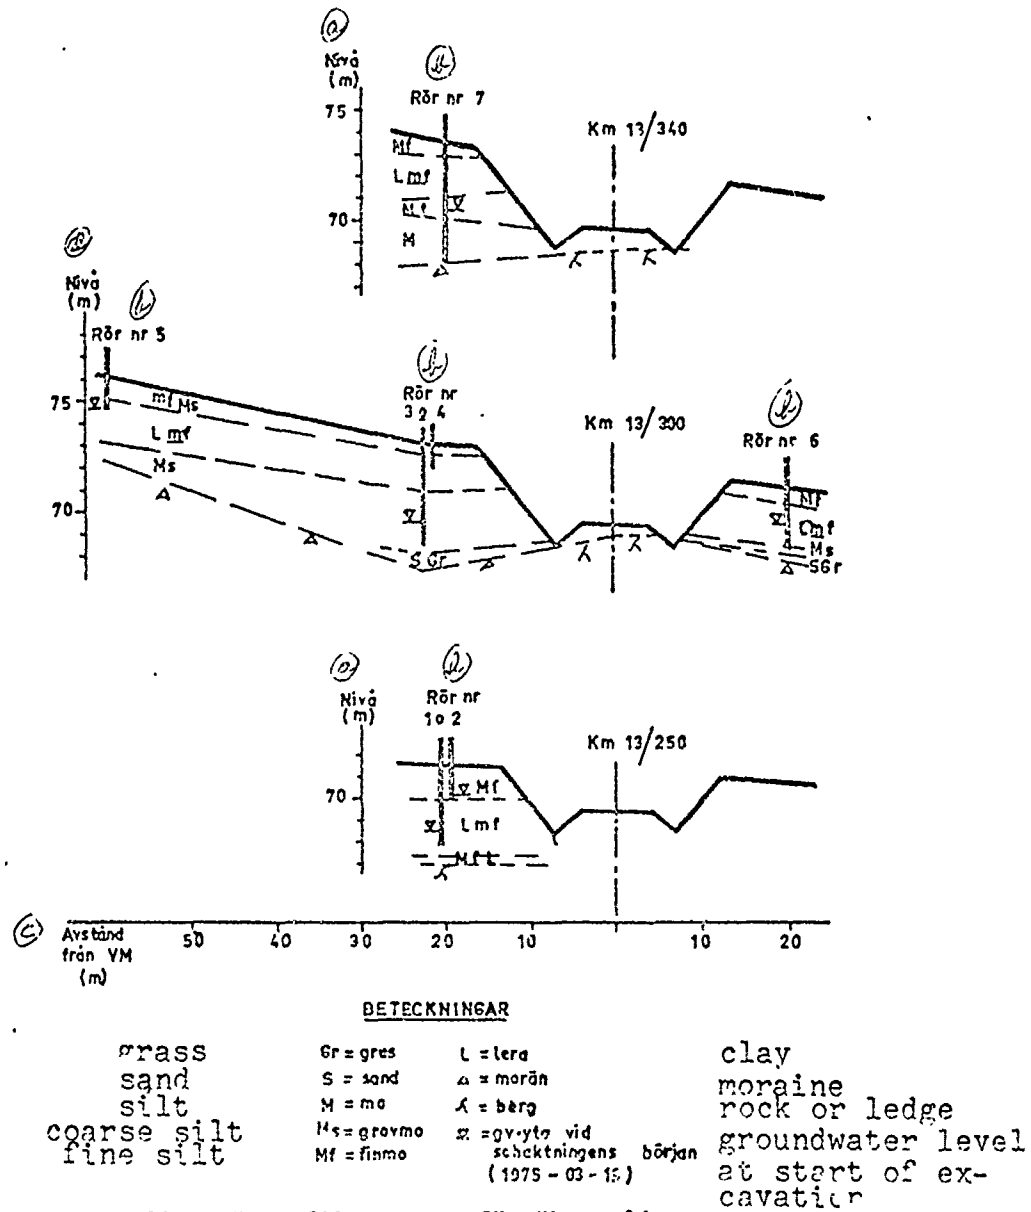 a
Nivå
(m)
b
Rör nr 7
75
Km 13/340
Mf
L mf
Mf
70
M
a
Nivå
(m)
b
Rör nr 5
b
Rör nr
3 2 4
Km 13/300
b
Rör nr 6
75
mf Ms
L mf
Ms
70
S Gr
Mf
L mf
Ms
SGr
a
b
Nivå
(m)
Rör nr
1 o 2
Km 13/250
70
Mf
L mf
c
Avstånd
från VM
(m)
50 40 30 20 10 10 20
BETECKNINGAR
grass Gr = gres L = lera clay
sand S = sand △ = morän moraine
silt M = mo = berg rock or ledge
coarse silt Ms = grovmo = gv-yta vid groundwater level
fine silt Mf = finmo schaktningens början at start of ex-
(1975-03-15) cavation